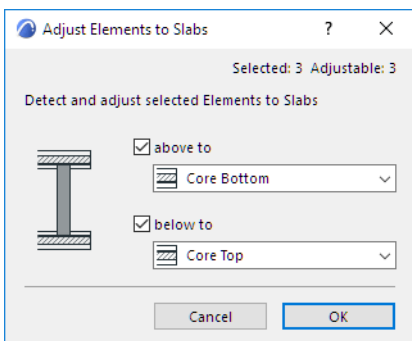 Adjust Elements to Slabs ?
Selected: 3 Adjustable: 3
Detect and adjust selected Elements to Slabs
above to
Core Bottom
below to
Core Top
Cancel OK